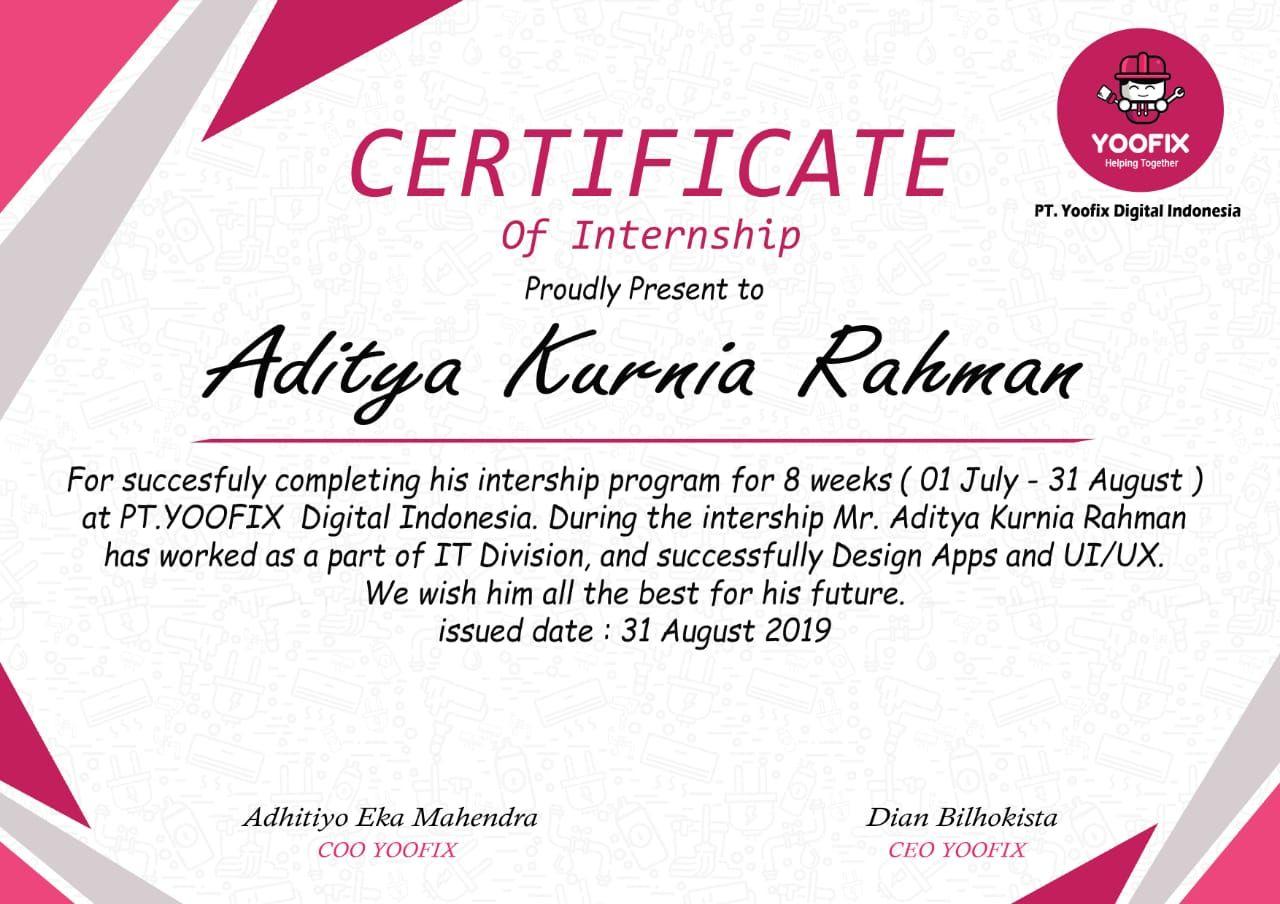 YOOFIX
Helping Together
PT. Yoofix Digital Indonesia
CERTIFICATE
Of Internship
Proudly Present to
Aditya Kurnia Rahman
For succesfuly completing his intership program for 8 weeks ( 01 July - 31 August )
at PT.YOOFIX Digital Indonesia. During the intership Mr. Aditya Kurnia Rahman
has worked as a part of IT Division, and successfully Design Apps and UI/UX.
We wish him all the best for his future.
issued date : 31 August 2019
Adhitiyo Eka Mahendra
COO YOOFIX
Dian Bilhokista
CEO YOOFIX